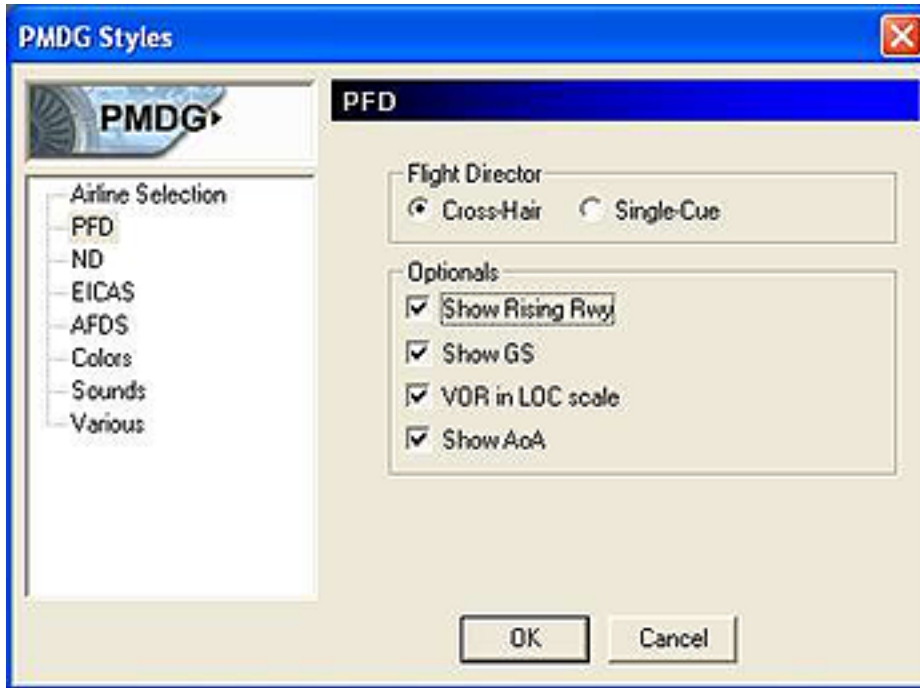 PMDG Styles
PMDG
Airline Selection
PFD
ND
EICAS
AFDS
Colors
Sounds
Various
PFD
Flight Director
Cross-Hair Single-Cue
Optionals
Show Rising Rwy
Show GS
VOR in LOC scale
Show AoA
OK Cancel